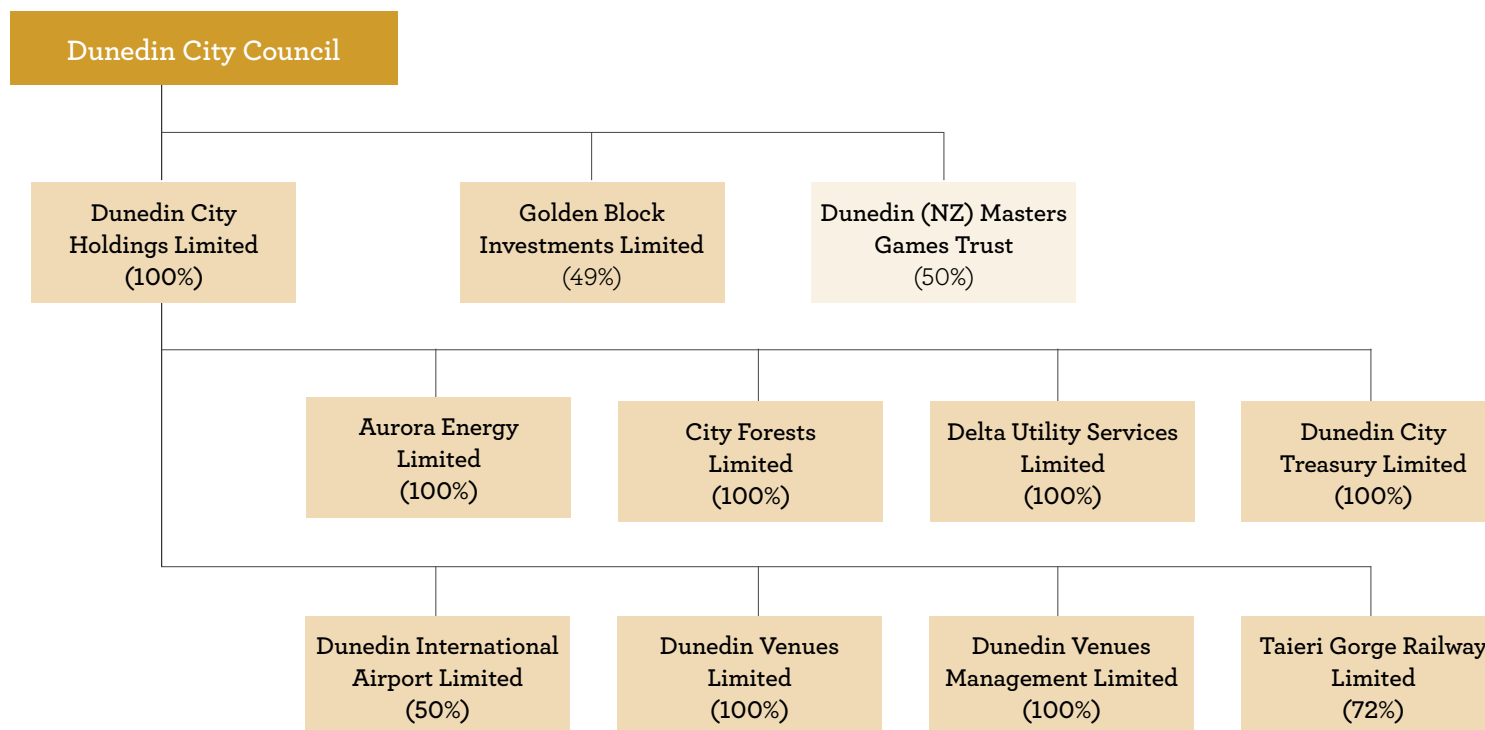 Dunedin City Council
Dunedin City
Holdings Limited
(100%)
Golden Block
Investments Limited
(49%)
Dunedin (NZ) Masters
Games Trust
(50%)
Aurora Energy
Limited
(100%)
City Forests
Limited
(100%)
Delta Utility Services
Limited
(100%)
Dunedin City
Treasury Limited
(100%)
Dunedin International
Airport Limited
(50%)
Dunedin Venues
Limited
(100%)
Dunedin Venues
Management Limited
(100%)
Taieri Gorge Railway
Limited
(72%)